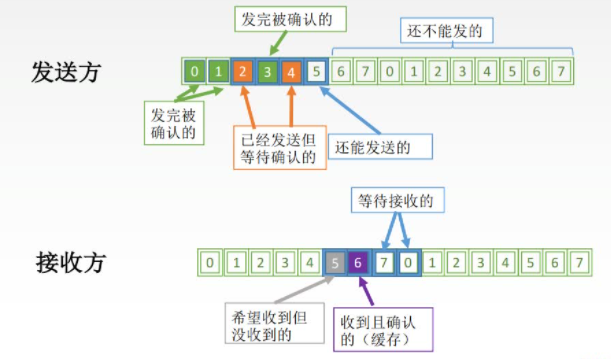 发完被确认的
还不能发的
发送方
0 1 2 3 4 5 6 7 0 1 2 3 4 5 6 7
发完被
确认的
已经发送但
等待确认的
还能发送的
等待接收的
接收方
0 1 2 3 4 5 6 7 0 1 2 3 4 5 6 7
希望收到但
没收到的
收到且确认
的（缓存）